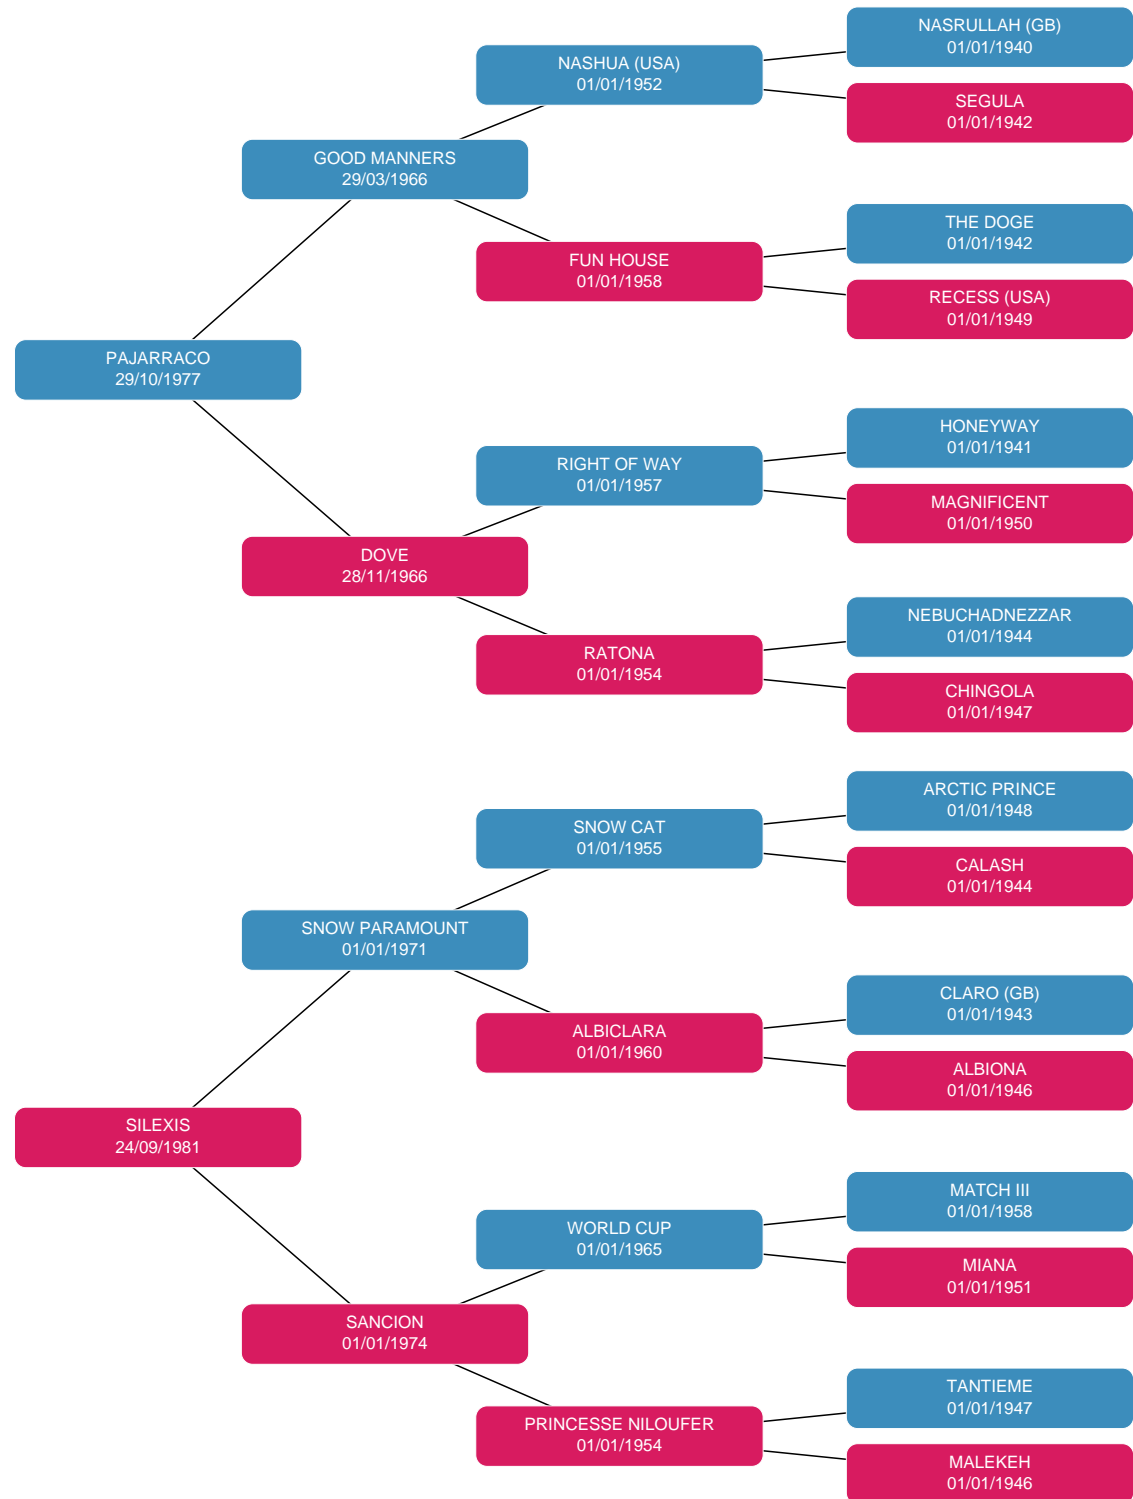 NASRULLAH (GB)
01/01/1940
NASHUA (USA)
01/01/1952
SEGULA
01/01/1942
GOOD MANNERS
29/03/1966
THE DOGE
01/01/1942
FUN HOUSE
01/01/1958
RECESS (USA)
01/01/1949
PAJARRACO
29/10/1977
HONEYWAY
01/01/1941
RIGHT OF WAY
01/01/1957
MAGNIFICENT
01/01/1950
DOVE
28/11/1966
NEBUCHADNEZZAR
01/01/1944
RATONA
01/01/1954
CHINGOLA
01/01/1947
ARCTIC PRINCE
01/01/1948
SNOW CAT
01/01/1955
CALASH
01/01/1944
SNOW PARAMOUNT
01/01/1971
CLARO (GB)
01/01/1943
ALBICLARA
01/01/1960
ALBIONA
01/01/1946
SILEXIS
24/09/1981
MATCH III
01/01/1958
WORLD CUP
01/01/1965
MIANA
01/01/1951
SANCION
01/01/1974
TANTIEME
01/01/1947
PRINCESSE NILOUFER
01/01/1954
MALEKEH
01/01/1946